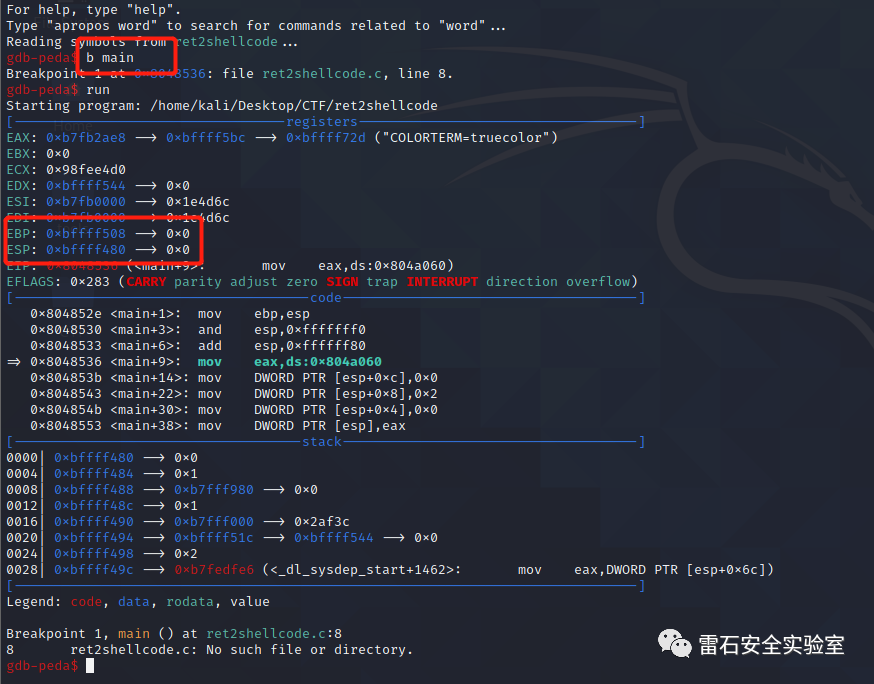 For help, type "help".
Type "apropos word" to search for commands related to "word"...
Reading symbols from ret2shellcode...
gdb-peda$ b main
Breakpoint 1 at 0×8048536: file ret2shellcode.c, line 8.
gdb-peda$ run
Starting program: /home/kali/Desktop/CTF/ret2shellcode
[----------------------------------registers-----------------------------------]
EAX: 0×b7fb2ae8 --> 0×bffff5bc --> 0×bffff72d ("COLORTERM=truecolor")
EBX: 0×0
ECX: 0×98fee4d0
EDX: 0×bffff544 --> 0×0
ESI: 0×b7fb0000 --> 0×1e4d6c
EDI: 0×b7fb0000 --> 0×1e4d6c
EBP: 0×bffff508 --> 0×0
ESP: 0×bffff480 --> 0×0
EIP: 0×8048536 (<main+9>: mov eax,ds:0×804a060)
EFLAGS: 0×283 (CARRY parity adjust zero SIGN trap INTERRUPT direction overflow)
[-------------------------------------code-------------------------------------]
0×804852e <main+1>: mov ebp,esp
0×8048530 <main+3>: and esp,0×fffffff0
0×8048533 <main+6>: add esp,0×ffffff80
=> 0×8048536 <main+9>: mov eax,ds:0×804a060
0×804853b <main+14>: mov DWORD PTR [esp+0×c],0×0
0×8048543 <main+22>: mov DWORD PTR [esp+0×8],0×2
0×804854b <main+30>: mov DWORD PTR [esp+0×4],0×0
0×8048553 <main+38>: mov DWORD PTR [esp],eax
[------------------------------------stack-------------------------------------]
0000| 0×bffff480 --> 0×0
0004| 0×bffff484 --> 0×1
0008| 0×bffff488 --> 0×b7fff980 --> 0×0
0012| 0×bffff48c --> 0×1
0016| 0×bffff490 --> 0×b7fff000 --> 0×2af3c
0020| 0×bffff494 --> 0×bffff51c --> 0×bffff544 --> 0×0
0024| 0×bffff498 --> 0×2
0028| 0×bffff49c --> 0×b7fedfe6 (<_dl_sysdep_start+1462>: mov eax,DWORD PTR [esp+0×6c])
[------------------------------------------------------------------------------]
Legend: code, data, rodata, value
Breakpoint 1, main () at ret2shellcode.c:8
8 ret2shellcode.c: No such file or directory.
gdb-peda$
雷石安全实验室